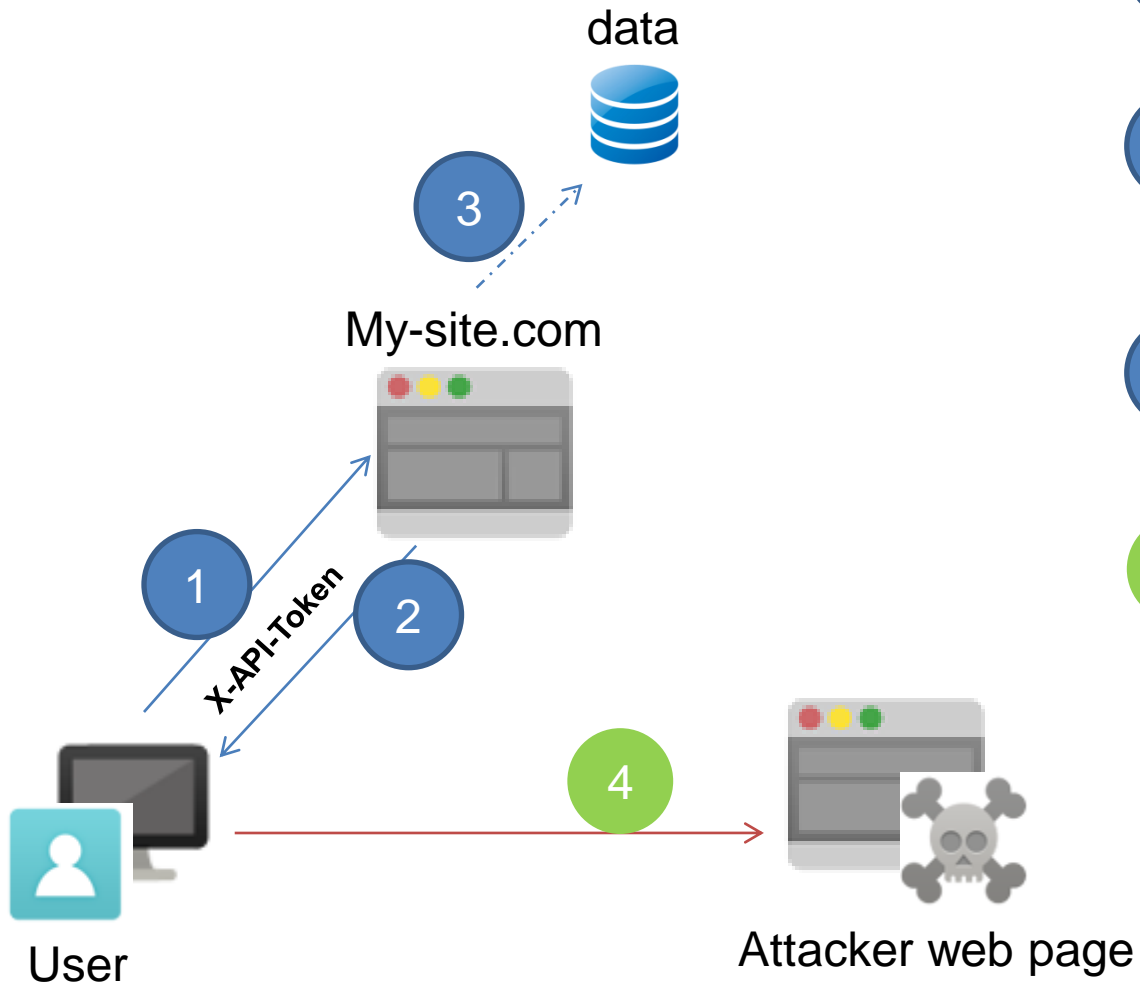 data
3
My-site.com
1
X-API-Token
2
4
User
Attacker web page